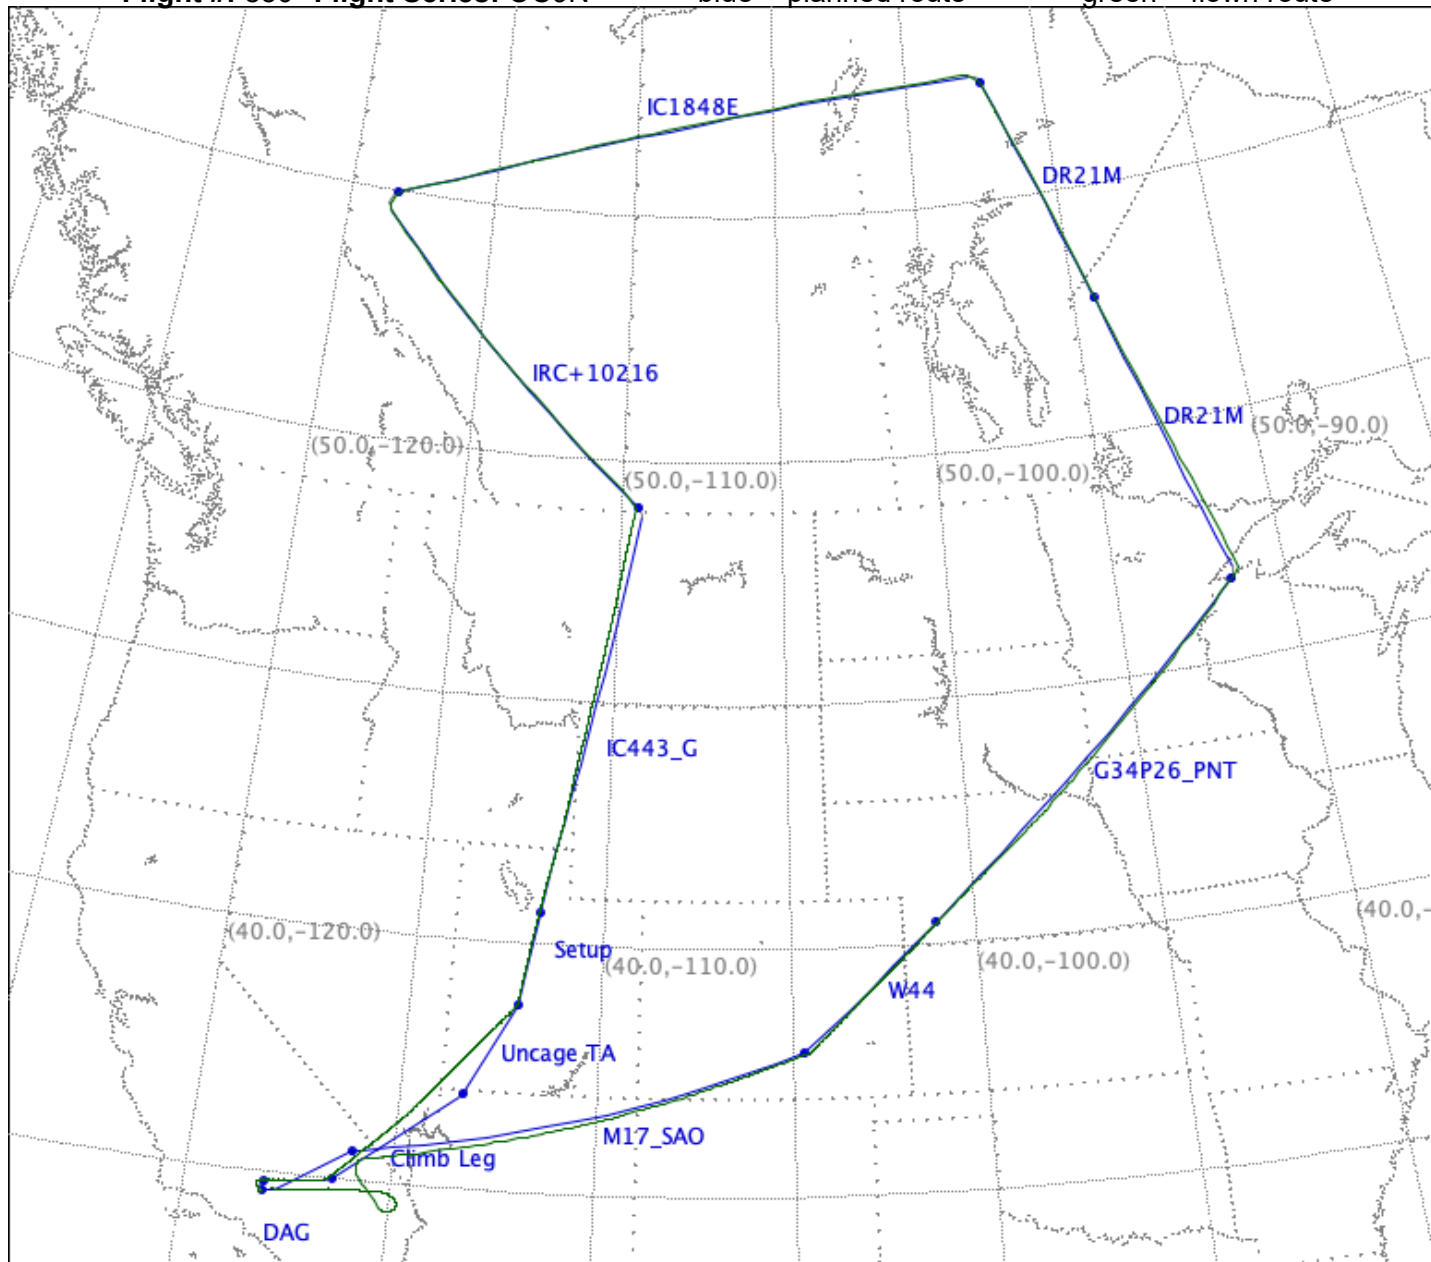 IC1848E
DR21M
IRC+10216
DR21M
(50.0,-90.0)
(50.0,-120.0)
(50.0,-110.0)
(50.0,-100.0)
IC443_G
G34P26_PNT
(40.0,-
(40.0,-120.0)
Setup
(40.0,-110.0)
(40.0,-100.0)
W44
Uncage TA
M17_SAO
Climb Leg
DAG